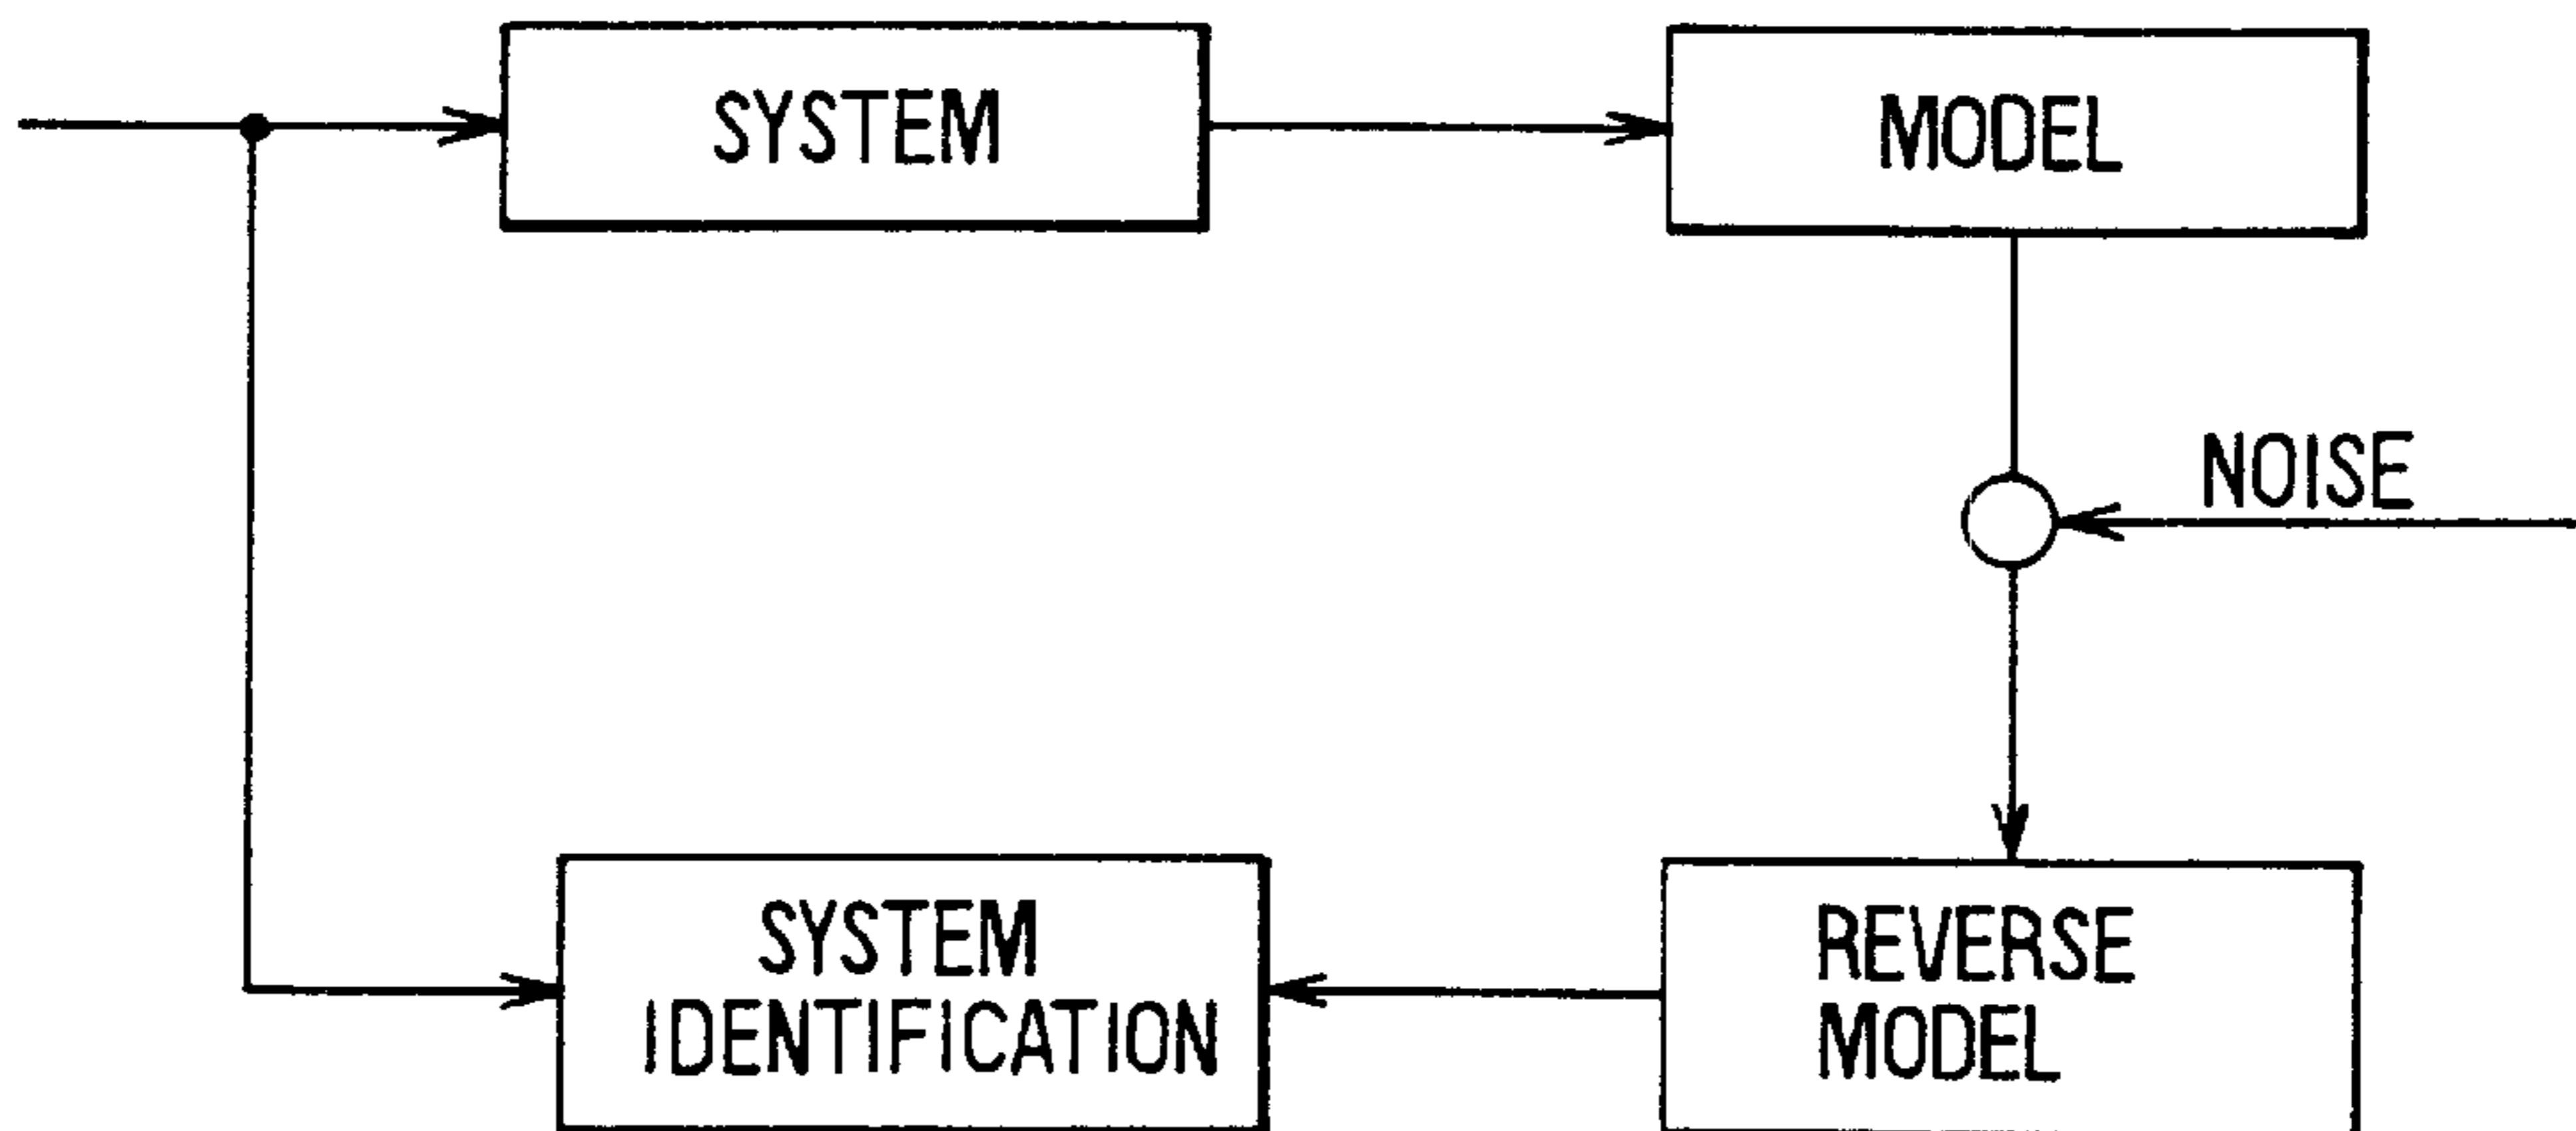 SYSTEM
MODEL
NOISE
SYSTEM
IDENTIFICATION
REVERSE
MODEL